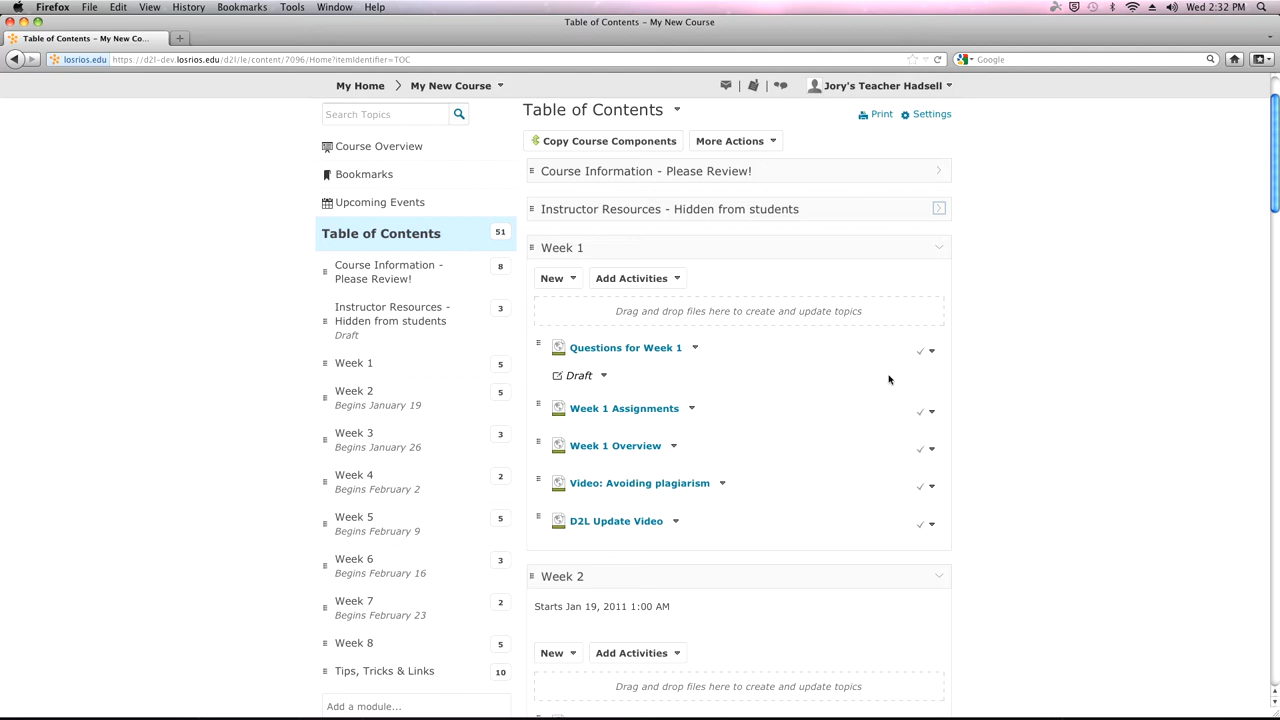 Firefox File Edit View History Bookmarks Tools Window Help Wed 2:32 PM
Table of Contents – My New Course
Table of Contents – My New Co...
losrios.edu https://d2l-dev.losrios.edu/d2l/le/content/7096/Home?itemIdentifier=TOC Google
My Home My New Course Jory's Teacher Hadsell
Search Topics
Course Overview
Bookmarks
Upcoming Events
Table of Contents 51
Course Information - Please Review! 8
Instructor Resources - Hidden from students 3
Draft
Week 1 5
Week 2 5
Begins January 19
Week 3 3
Begins January 26
Week 4 2
Begins February 2
Week 5 5
Begins February 9
Week 6 3
Begins February 16
Week 7 2
Begins February 23
Week 8 5
Tips, Tricks & Links 10
Add a module...
Table of Contents
Print Settings
Copy Course Components More Actions
Course Information - Please Review!
Instructor Resources - Hidden from students
Week 1
New Add Activities
Drag and drop files here to create and update topics
Questions for Week 1
Draft
Week 1 Assignments
Week 1 Overview
Video: Avoiding plagiarism
D2L Update Video
Week 2
Starts Jan 19, 2011 1:00 AM
New Add Activities
Drag and drop files here to create and update topics